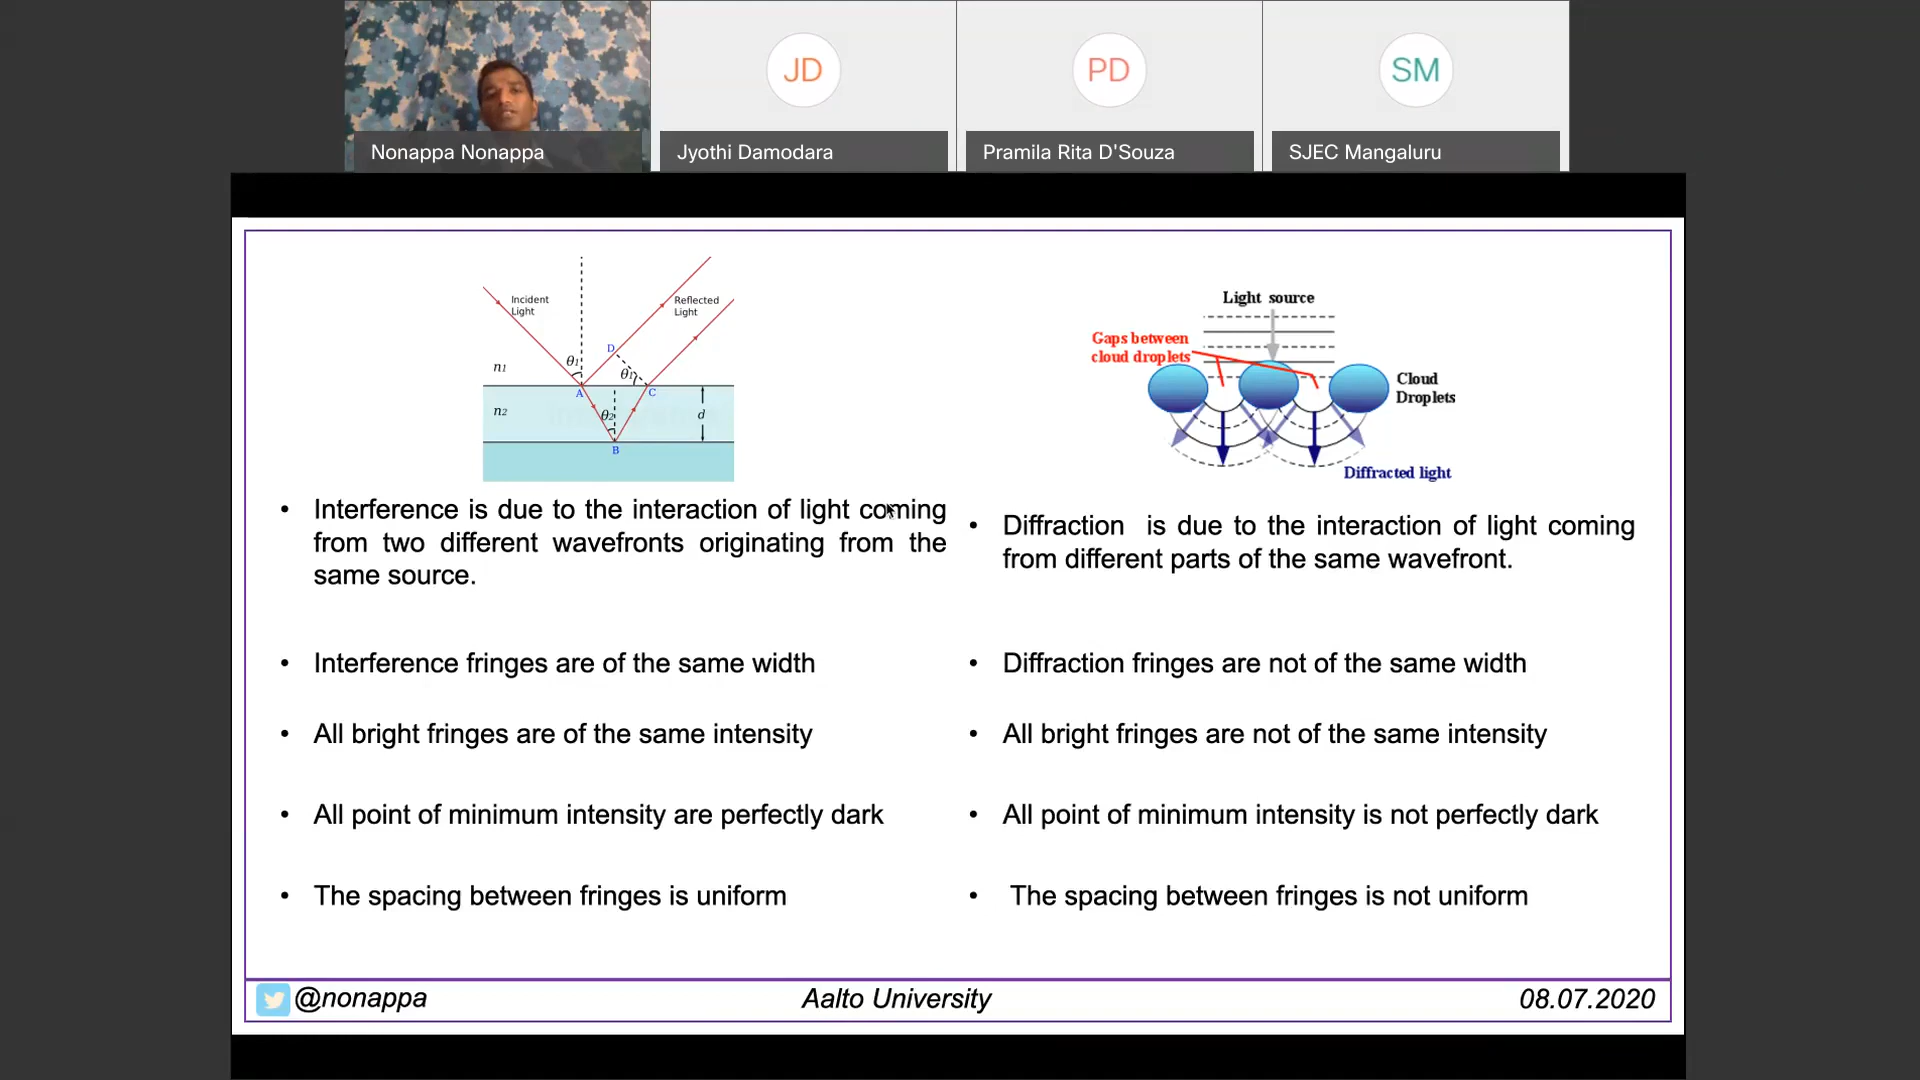 JD
PD
SM
Nonappa Nonappa
Jyothi Damodara
Pramila Rita D'Souza
SJEC Mangaluru
Incident
Light
Reflected
Light
D
θ1
θ1
n1
A
C
n2
θ2
d
B
Light source
Gaps between
cloud droplets
Cloud
Droplets
Diffracted light
• Interference is due to the interaction of light coming
from two different wavefronts originating from the
same source.
• Interference fringes are of the same width
• All bright fringes are of the same intensity
• All point of minimum intensity are perfectly dark
• The spacing between fringes is uniform
• Diffraction is due to the interaction of light coming
from different parts of the same wavefront.
• Diffraction fringes are not of the same width
• All bright fringes are not of the same intensity
• All point of minimum intensity is not perfectly dark
• The spacing between fringes is not uniform
@nonappa
Aalto University
08.07.2020